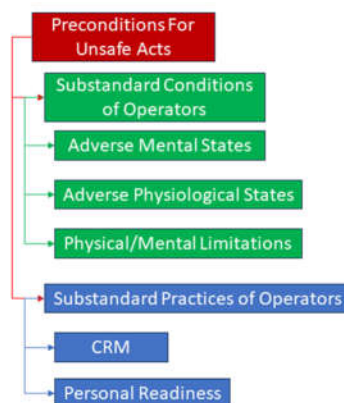 Preconditions For
Unsafe Acts
Substandard Conditions
of Operators
Adverse Mental States
Adverse Physiological States
Physical/Mental Limitations
Substandard Practices of Operators
CRM
Personal Readiness